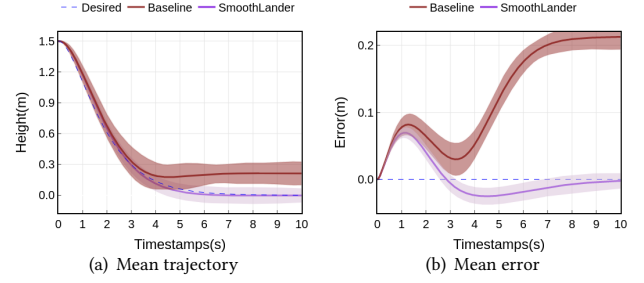 Desired Baseline SmoothLander
Baseline SmoothLander
1.5
1.2
0.9
0.6
0.3
0.0
Height(m)
0 1 2 3 4 5 6 7 8 9 10
Timestamps(s)
(a) Mean trajectory
0.2
0.1
0.0
Error(m)
0 1 2 3 4 5 6 7 8 9 10
Timestamps(s)
(b) Mean error